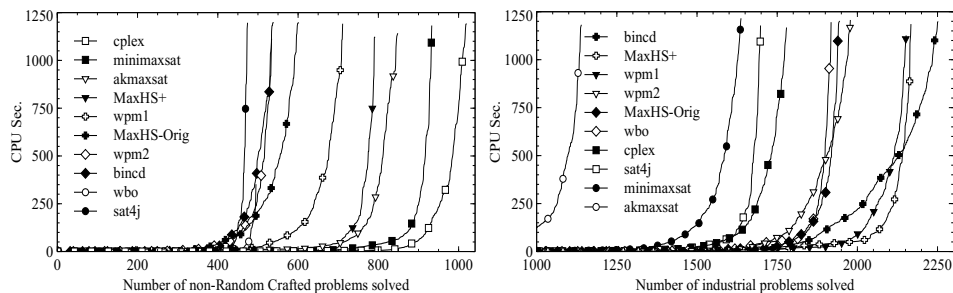 1250
1000
750
500
250
0
CPU Sec.
cplex
minimaxsat
akmaxsat
MaxHS+
wpm1
MaxHS-Orig
wpm2
bincd
wbo
sat4j
0 200 400 600 800 1000
Number of non-Random Crafted problems solved
1250
1000
750
500
250
0
CPU Sec.
bincd
MaxHS+
wpm1
wpm2
MaxHS-Orig
wbo
cplex
sat4j
minimaxsat
akmaxsat
1000 1250 1500 1750 2000 2250
Number of industrial problems solved